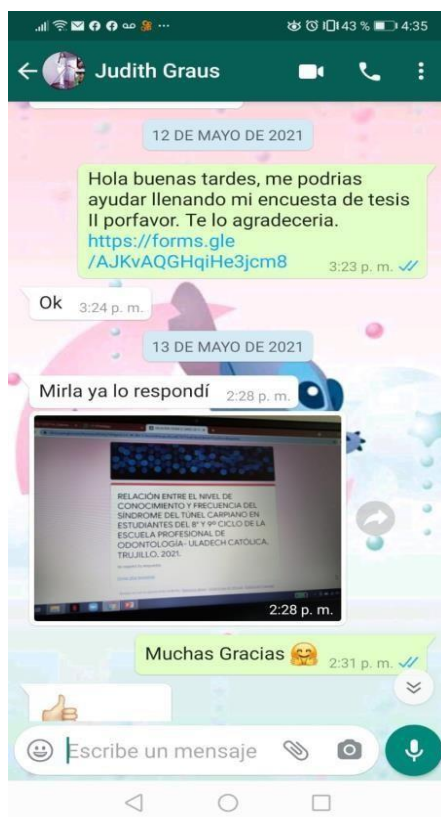 43 % 4:35
Judith Graus
12 DE MAYO DE 2021
Hola buenas tardes, me podrias
ayudar llenando mi encuesta de tesis
II porfavor. Te lo agradeceria.
https://forms.gle
/AJKvAQGHqiHe3jcm8 3:23 p. m.
Ok 3:24 p. m.
13 DE MAYO DE 2021
Mirla ya lo respondí 2:28 p. m.
RELACIÓN ENTRE EL NIVEL DE
CONOCIMIENTO Y FRECUENCIA DEL
SÍNDROME DEL TÚNEL CARPIANO EN
ESTUDIANTES DEL 8° Y 9º CICLO DE LA
ESCUELA PROFESIONAL DE
ODONTOLOGÍA- ULADECH CATÓLICA,
TRUJILLO, 2021.
2:28 p. m.
Muchas Gracias 2:31 p. m.
Escribe un mensaje